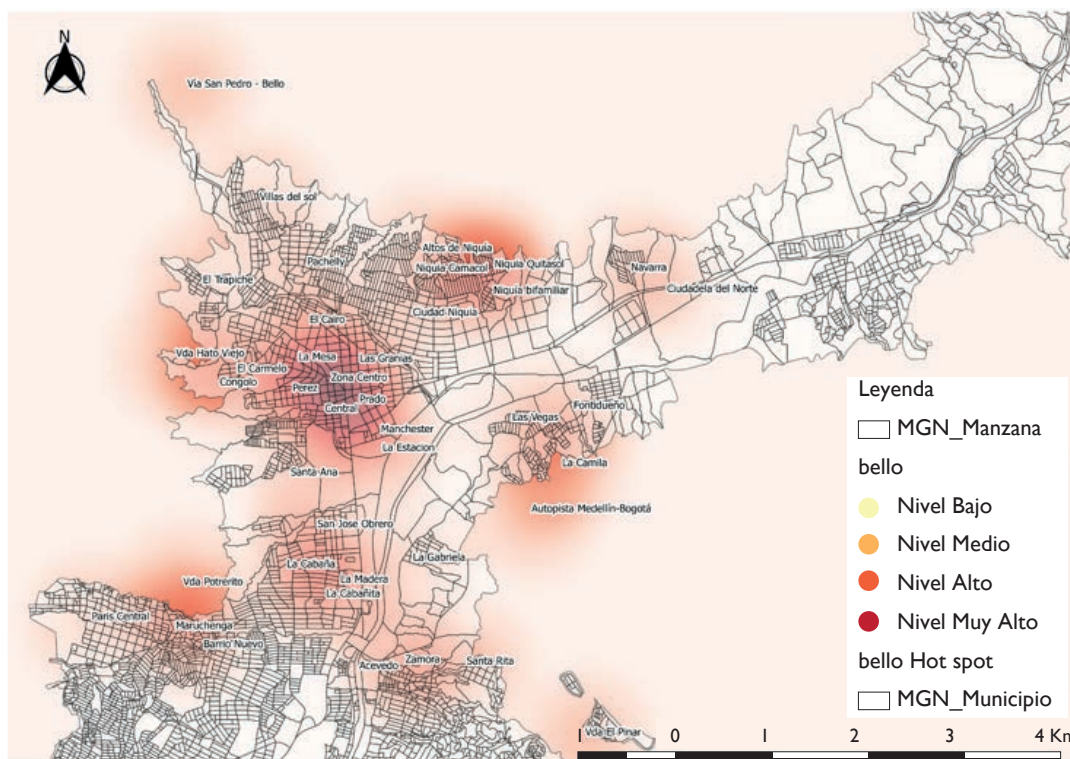 N
Vía San Pedro - Bello
Villas del sol
Altos de Niquía
Pachelly
Niquía Camacol
Niquía Quitasol
Navarra
El Trapiche
Niquía bifamiliar
Ciudadela del Norte
Ciudad Niquía
El Cairo
Vda Hato Viejo
La Mesa
Las Granjas
El Carmelo
Congolo
Perez
Zona Centro
Prado
Central
Fontidueño
Las Vegas
Manchester
La Estacion
La Camila
Santa Ana
Autopista Medellín-Bogotá
San Jose Obrero
La Gabriela
La Cabaña
Vda Potrerito
La Madera
La Cabañita
Paris Central
Maruchenga
Barrio Nuevo
Acevedo
Zamora
Santa Rita
Vda El Pinar
Leyenda
MGN_Manzana
bello
Nivel Bajo
Nivel Medio
Nivel Alto
Nivel Muy Alto
bello Hot spot
MGN_Municipio
1 0 1 2 3 4 Km